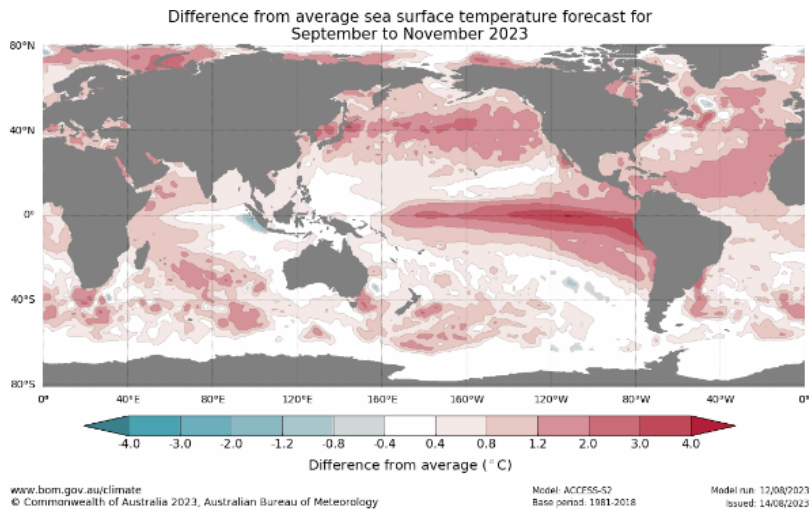 Difference from average sea surface temperature forecast for
September to November 2023
80°N
40°N
0°
40°S
80°S
0° 40°E 80°E 120°E 160°E 160°W 120°W 80°W 40°W 0°
-4.0 -3.0 -2.0 -1.2 -0.8 -0.4 0.4 0.8 1.2 2.0 3.0 4.0
Difference from average (°C)
www.bom.gov.au/climate Model: ACCESS-S2 Model run: 12/08/2023
© Commonwealth of Australia 2023, Australian Bureau of Meteorology Base period: 1981-2018 Issued: 14/08/2023